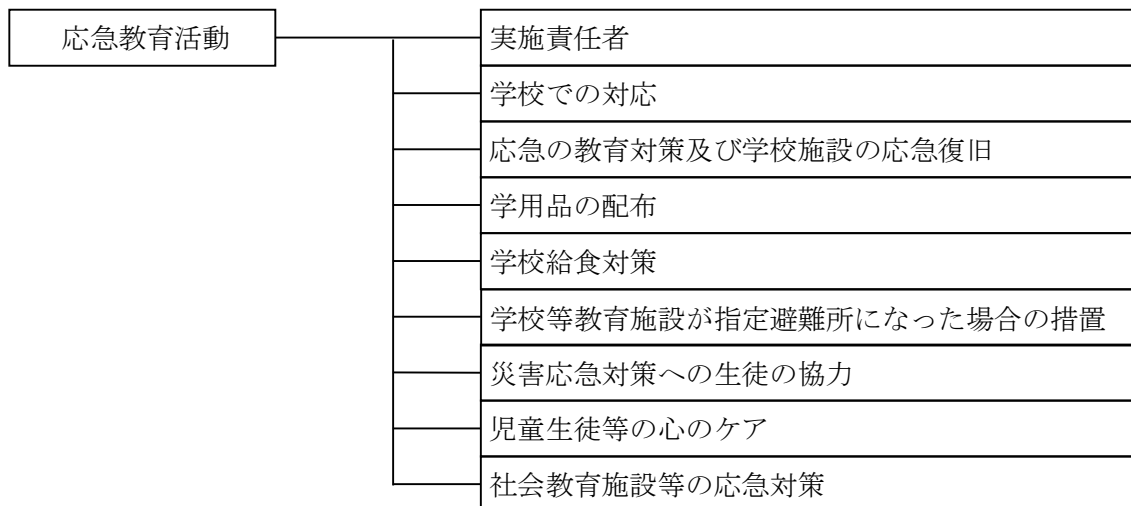 応急教育活動
実施責任者
学校での対応
応急の教育対策及び学校施設の応急復旧
学用品の配布
学校給食対策
学校等教育施設が指定避難所になった場合の措置
災害応急対策への生徒の協力
児童生徒等の心のケア
社会教育施設等の応急対策